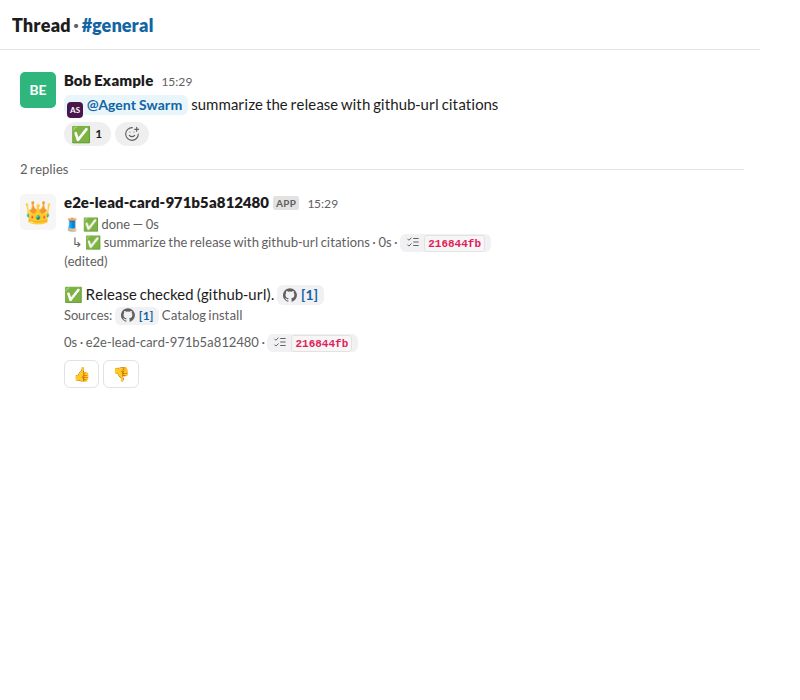 Thread • #general
BE
Bob Example 15:29
AS @Agent Swarm summarize the release with github-url citations
✅ 1
2 replies
e2e-lead-card-971b5a812480 APP 15:29
🧵 ✅ done — 0s
↳ ✅ summarize the release with github-url citations · 0s · 216844fb
(edited)
✅ Release checked (github-url). [1]
Sources: [1] Catalog install
0s · e2e-lead-card-971b5a812480 · 216844fb
👍 👎